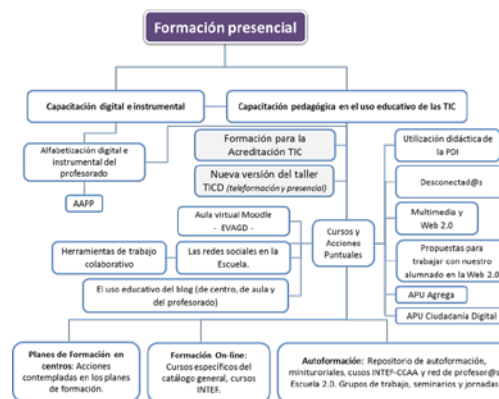 Formación presencial
Capacitación digital e instrumental
Capacitación pedagógica en el uso educativo de las TIC
Alfabetización digital e
instrumental del
profesorado
AAPP
Formación para la
Acreditación TIC
Nueva versión del taller
TICD (teleformación y presencial)
Aula virtual Moodle
- EVAGD -
Herramientas de trabajo
colaborativo
Las redes sociales en la
Escuela.
El uso educativo del blog (de centro, de aula y
del profesorado)
Cursos y
Acciones
Puntuales
Utilización didáctica de
la PDI
Desconectad@s
Multimedia y
Web 2.0
Propuestas para
trabajar con nuestro
alumnado en la Web 2.0
APU Agrega
APU Ciudadanía Digital
Planes de Formación en
centros: Acciones
contempladas en los planes
de formación.
Formación On-line:
Cursos específicos del
catálogo general, cursos
INTEF.
Autoformación: Repositorio de autoformación,
minituroriales, cusos INTEF-CCAA y red de profesor@s
Escuela 2.0. Grupos de trabajo, seminarios y jornadas